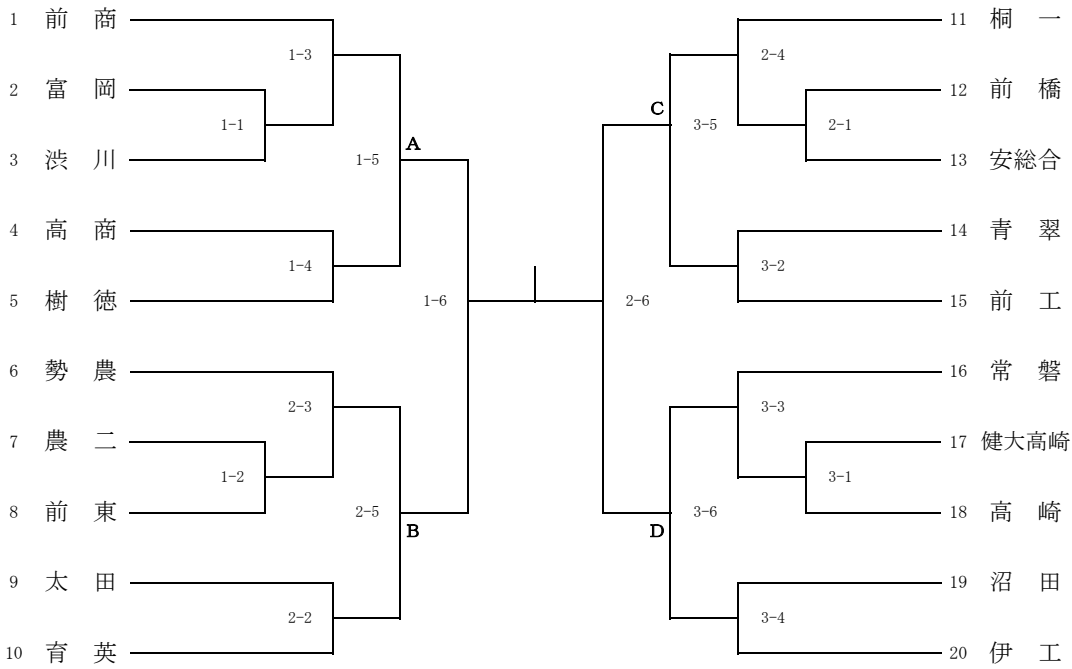 1 前 商
1-3
2 富 岡
1-1
3 渋 川
A
1-5
4 高 商
1-4
5 樹 徳
1-6
6 勢 農
2-3
7 農 二
1-2
8 前 東
2-5
B
9 太 田
2-2
10 育 英
11 桐 一
2-4
12 前 橋
C
3-5
2-1
13 安総合
14 青 翠
3-2
15 前 工
2-6
16 常 磐
3-3
17 健大高崎
3-1
18 高 崎
3-6
D
19 沼 田
3-4
20 伊 工